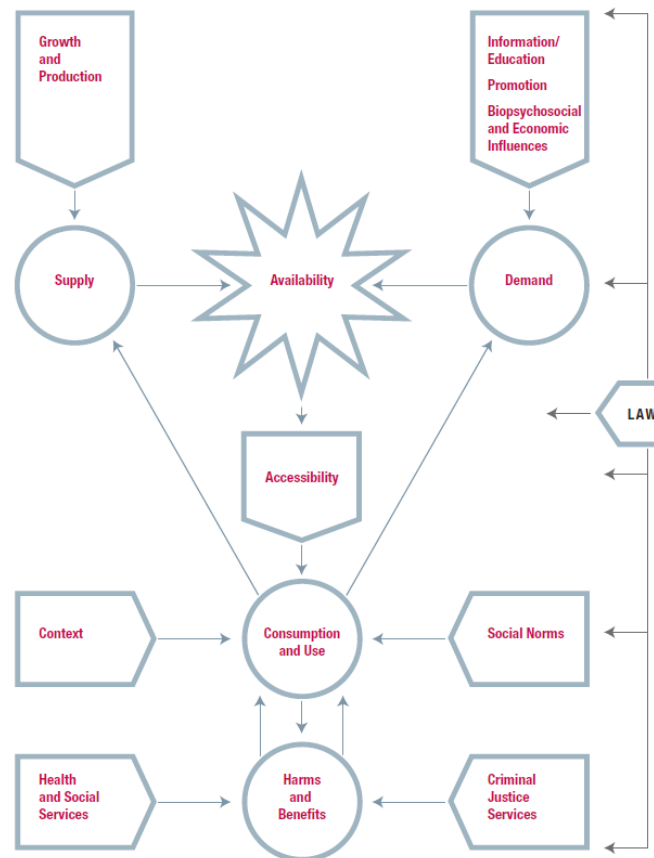 Growth
and
Production
Information/
Education
Promotion
Biopsychosocial
and Economic
Influences
Supply
Availability
Demand
LAW
Accessibility
Context
Consumption
and Use
Social Norms
Health
and Social
Services
Harms
and
Benefits
Criminal
Justice
Services